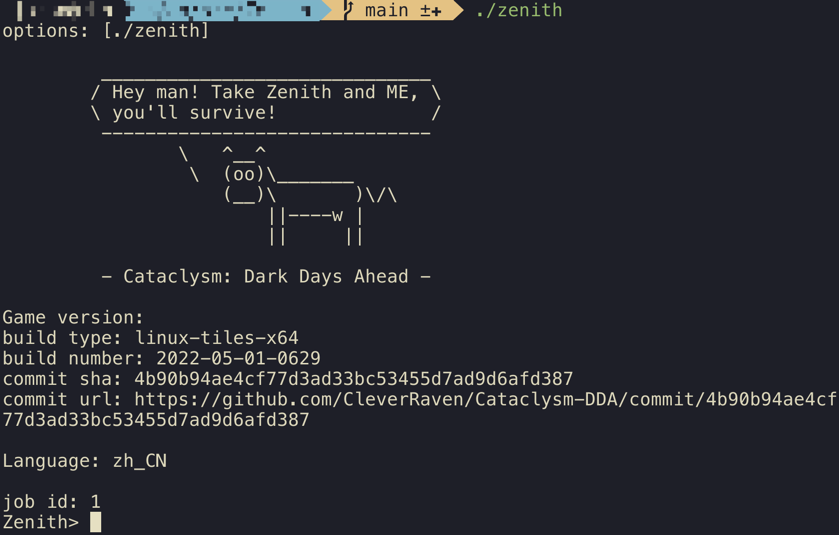 main ±+ ./zenith
options: [./zenith]
______________________________
/ Hey man! Take Zenith and ME, \
\ you'll survive!              /
------------------------------
\   ^__^
\  (oo)\_______
(__)\       )\/\
||----w |
||     ||
- Cataclysm: Dark Days Ahead -
Game version:
build type: linux-tiles-x64
build number: 2022-05-01-0629
commit sha: 4b90b94ae4cf77d3ad33bc53455d7ad9d6afd387
commit url: https://github.com/CleverRaven/Cataclysm-DDA/commit/4b90b94ae4cf
77d3ad33bc53455d7ad9d6afd387
Language: zh_CN
job id: 1
Zenith>